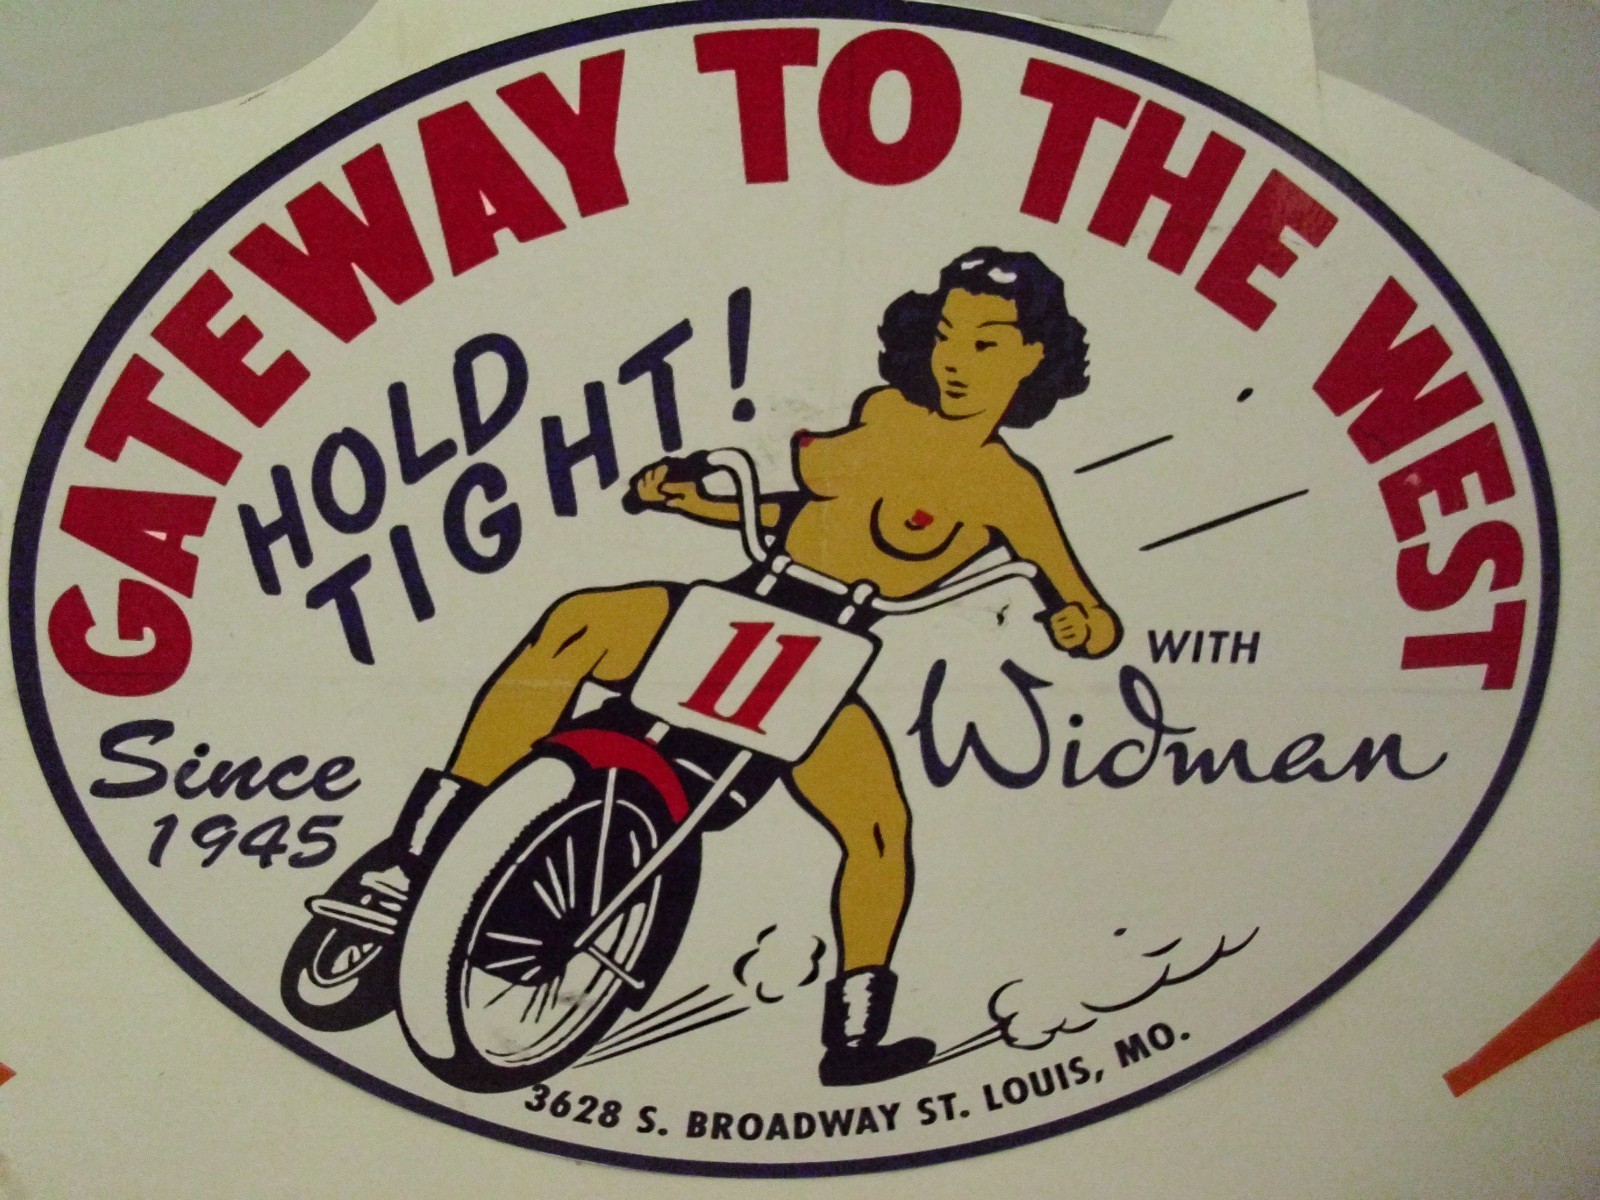 GATEWAY TO THE WEST
HOLD
TIGHT!
11
WITH
Widman
Since
1945
3628 S. BROADWAY ST. LOUIS, MO.